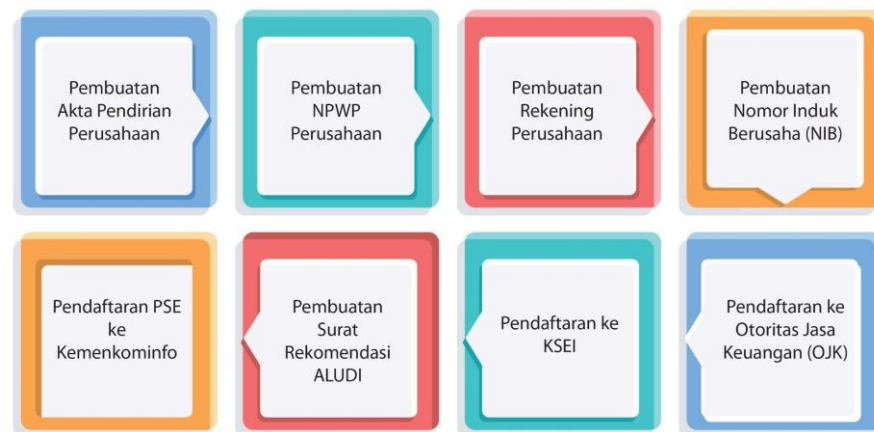 Pembuatan
Akta Pendirian
Perusahaan
Pembuatan
NPWP
Perusahaan
Pembuatan
Rekening
Perusahaan
Pembuatan
Nomor Induk
Berusaha (NIB)
Pendaftaran ke
Otoritas Jasa
Keuangan (OJK)
Pendaftaran ke
KSEI
Pembuatan
Surat
Rekomendasi
ALUDI
Pendaftaran PSE
ke
Kemenkominfo